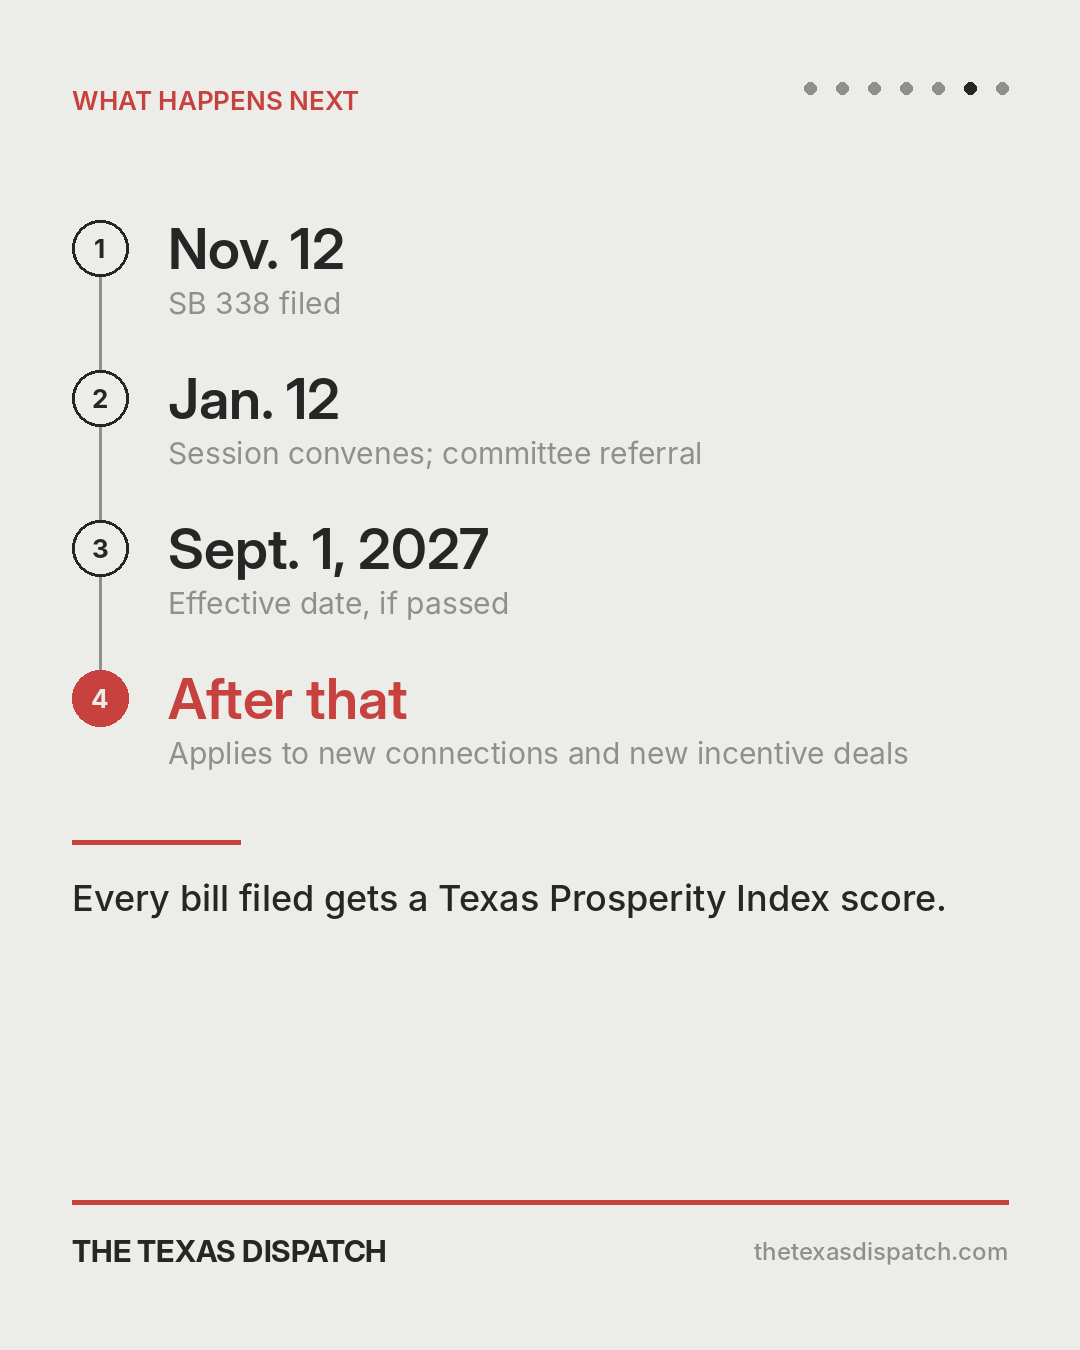 WHAT HAPPENS NEXT
1
Nov. 12
SB 338 filed
2
Jan. 12
Session convenes; committee referral
3
Sept. 1, 2027
Effective date, if passed
4
After that
Applies to new connections and new incentive deals
Every bill filed gets a Texas Prosperity Index score.
THE TEXAS DISPATCH
thetexasdispatch.com